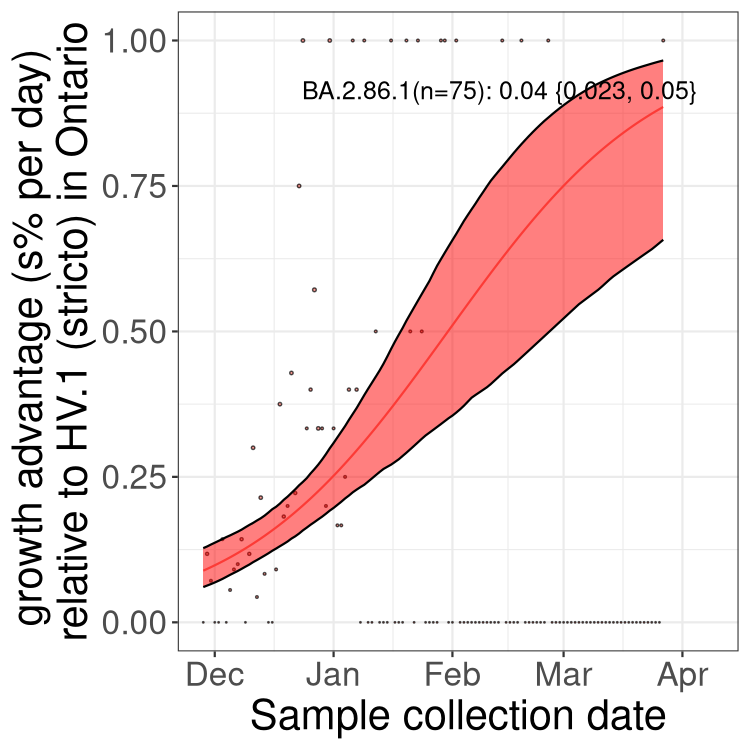 growth advantage (s% per day)
relative to HV.1 (stricto) in Ontario
1.00
0.75
0.50
0.25
0.00
BA.2.86.1(n=75): 0.04 {0.023, 0.05}
Dec Jan Feb Mar Apr
Sample collection date